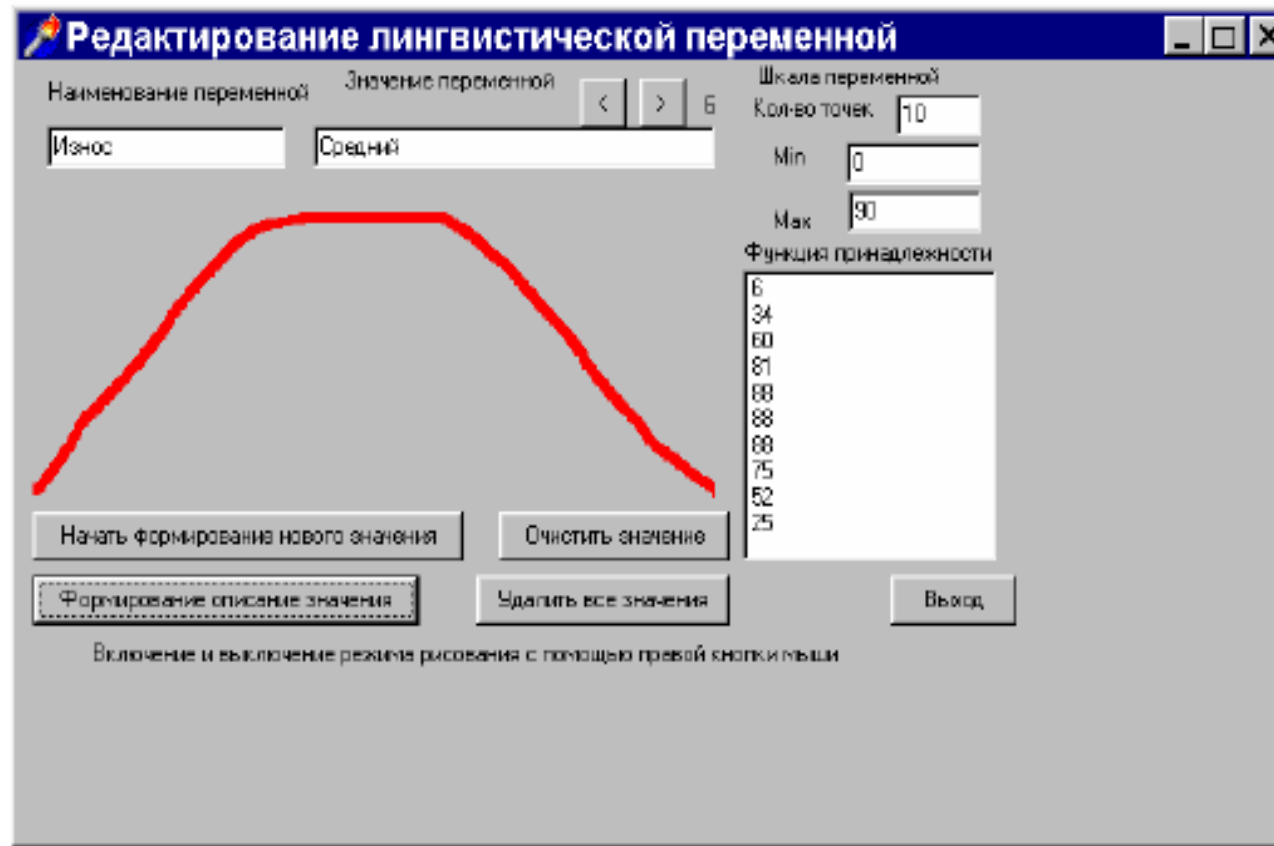 Редактирование лингвистической переменной
Наименование переменной
Значение переменной
< > 6
Износ
Средний
Шкала переменной
Кол-во точек 10
Min 0
Max 90
Функция принадлежности
6
34
60
81
88
88
88
75
52
25
Начать формирование нового значения
Очистить значение
Формирование описание значения
Удалить все значения
Выход
Включение и выключение режима рисования с помощью правой кнопки мыши